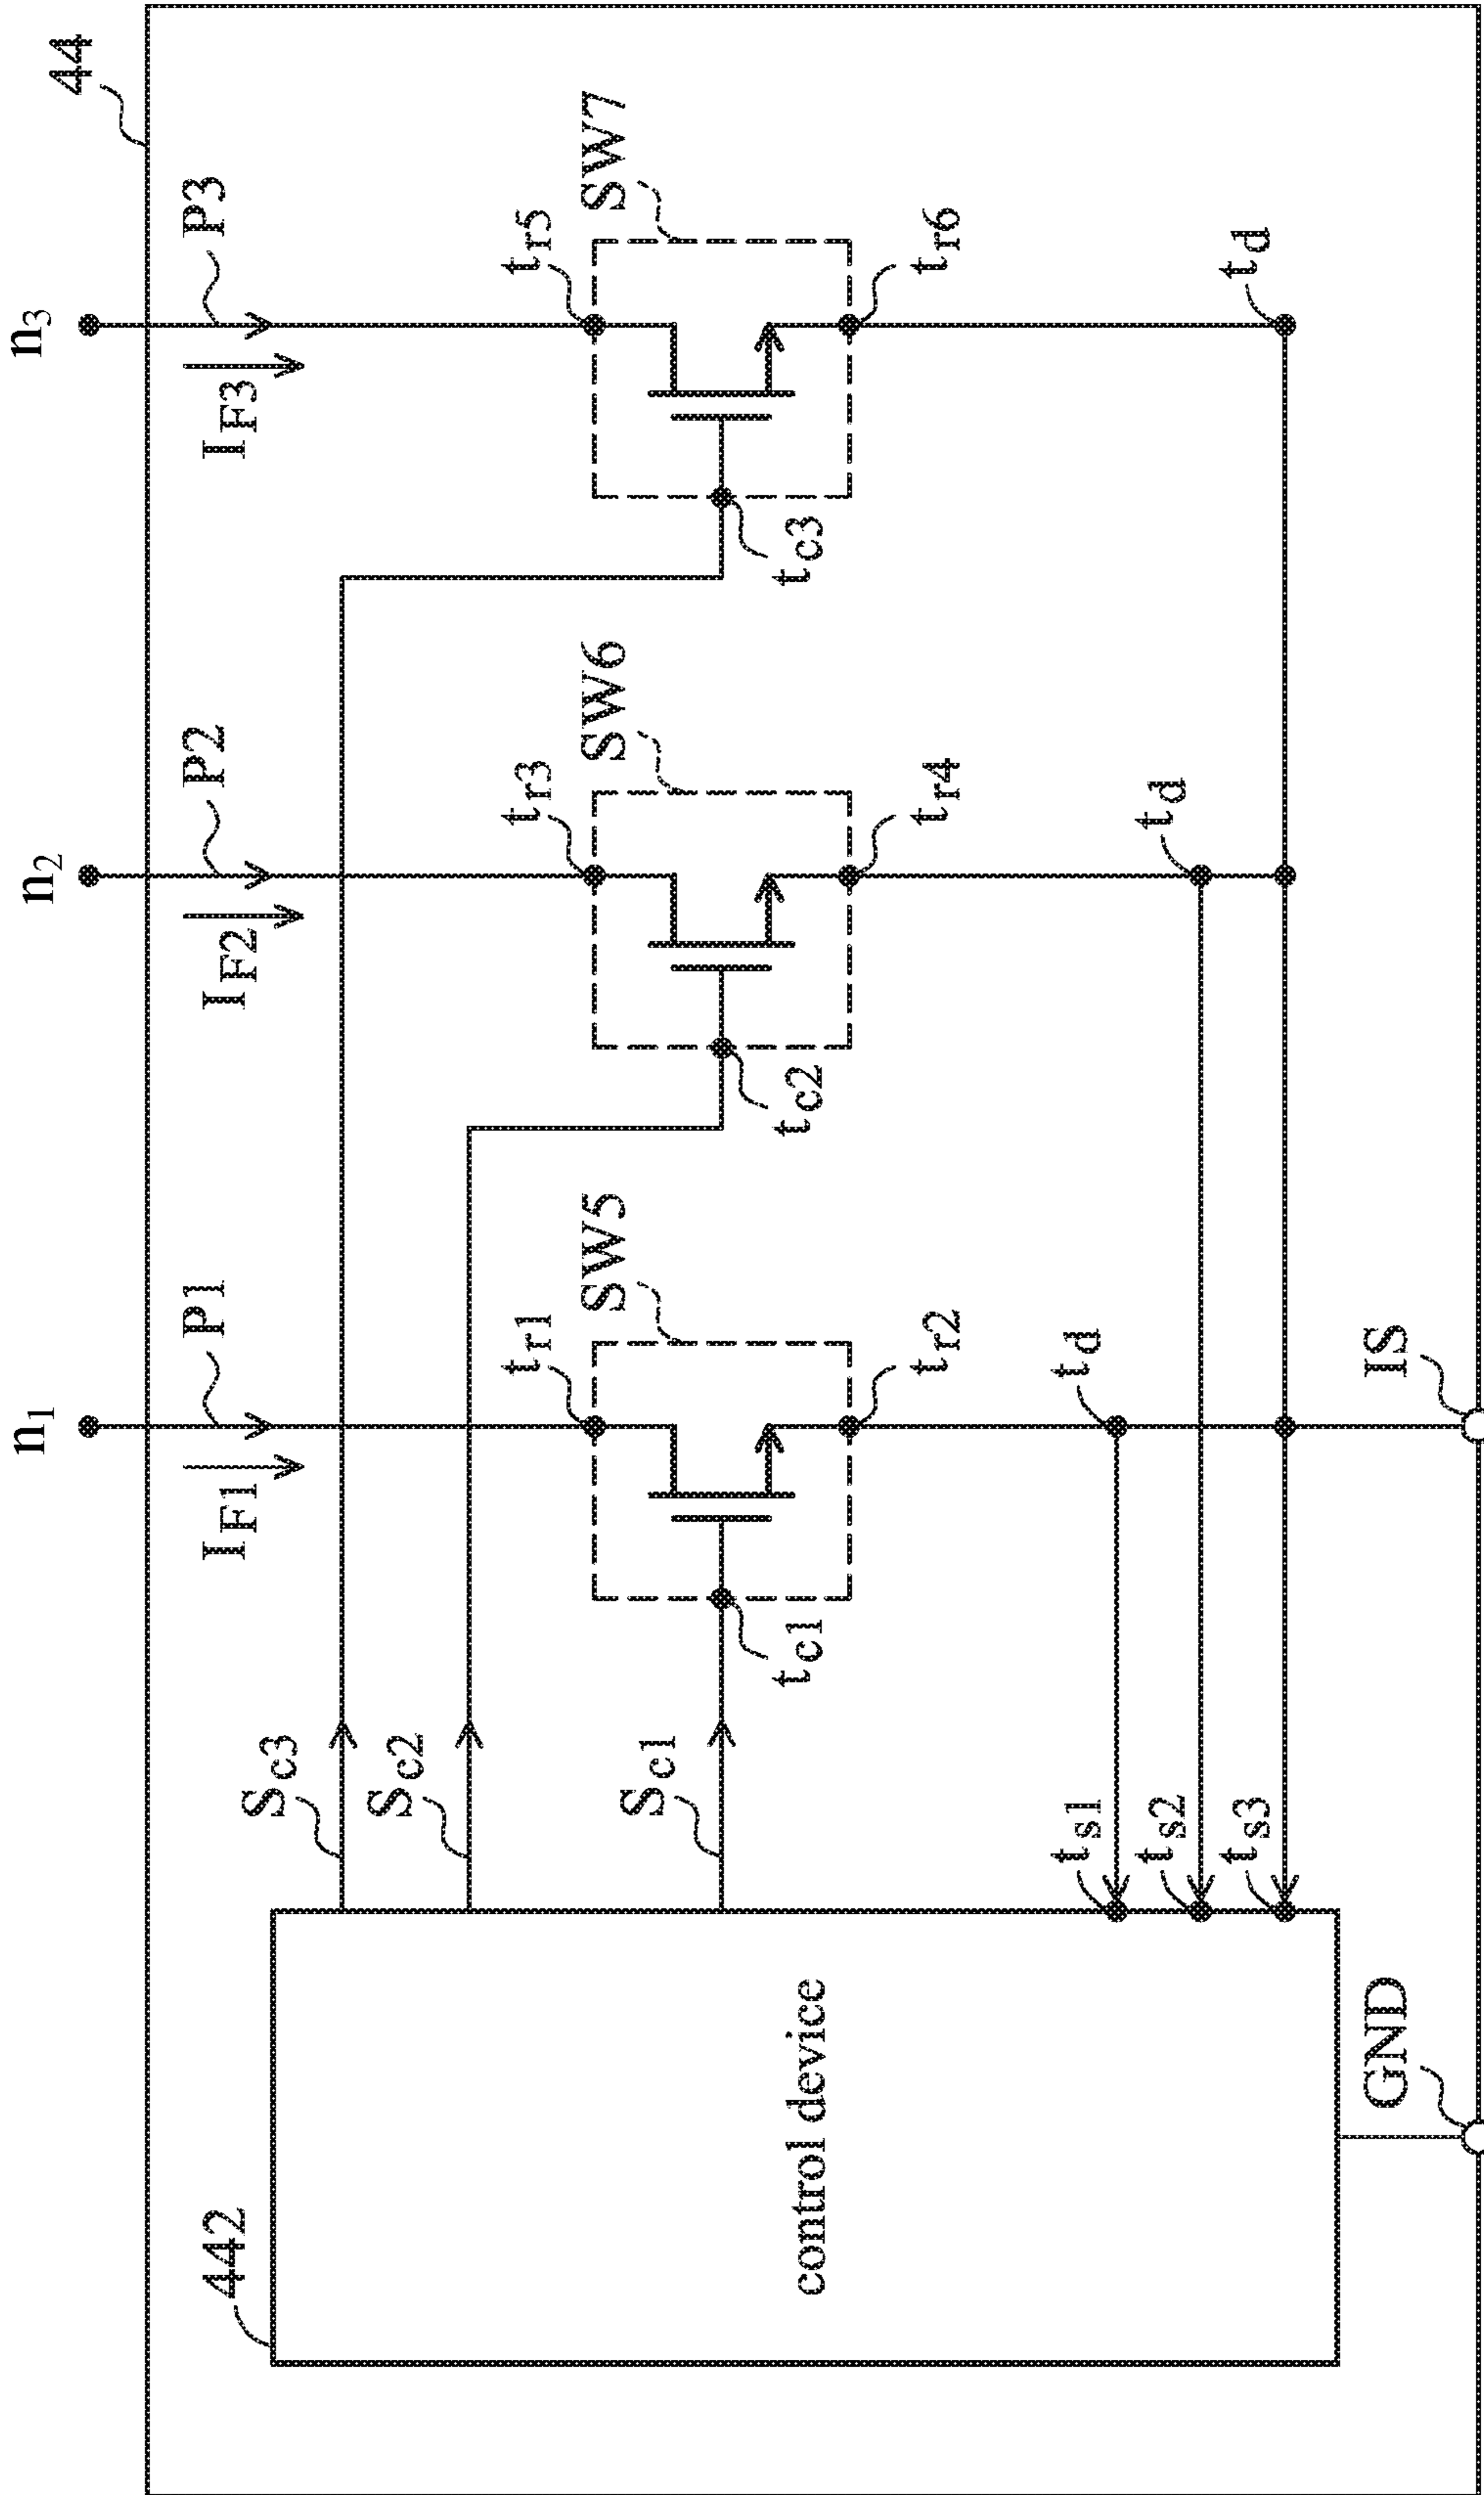 44
n1 n2 n3
P1 P2 P3
IF1 IF2 IF3
442
Sc3
Sc2
Sc1
tr1 tr3 tr5
SW5 SW6 SW7
tc1 tc2 tc3
tr2 tr4 tr6
control device
ts1
ts2
ts3
td td td
GND
IS